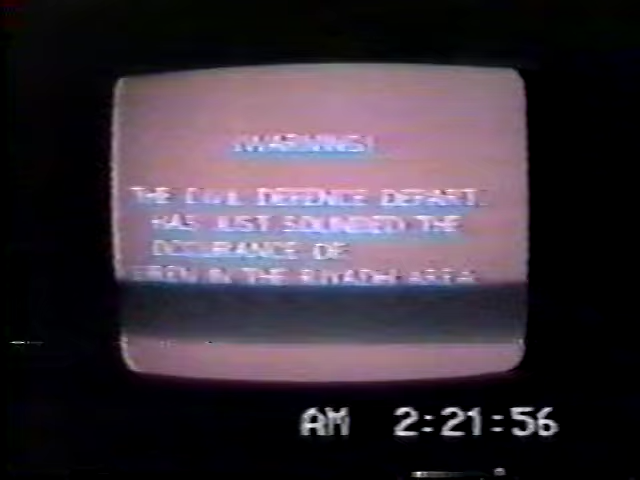 !WARNING!
THE CIVIL DEFENCE DEPART.
HAS JUST SOUNDED THE
OCCURANCE OF
SIREN IN THE RIYADH AREA
AM 2:21:56